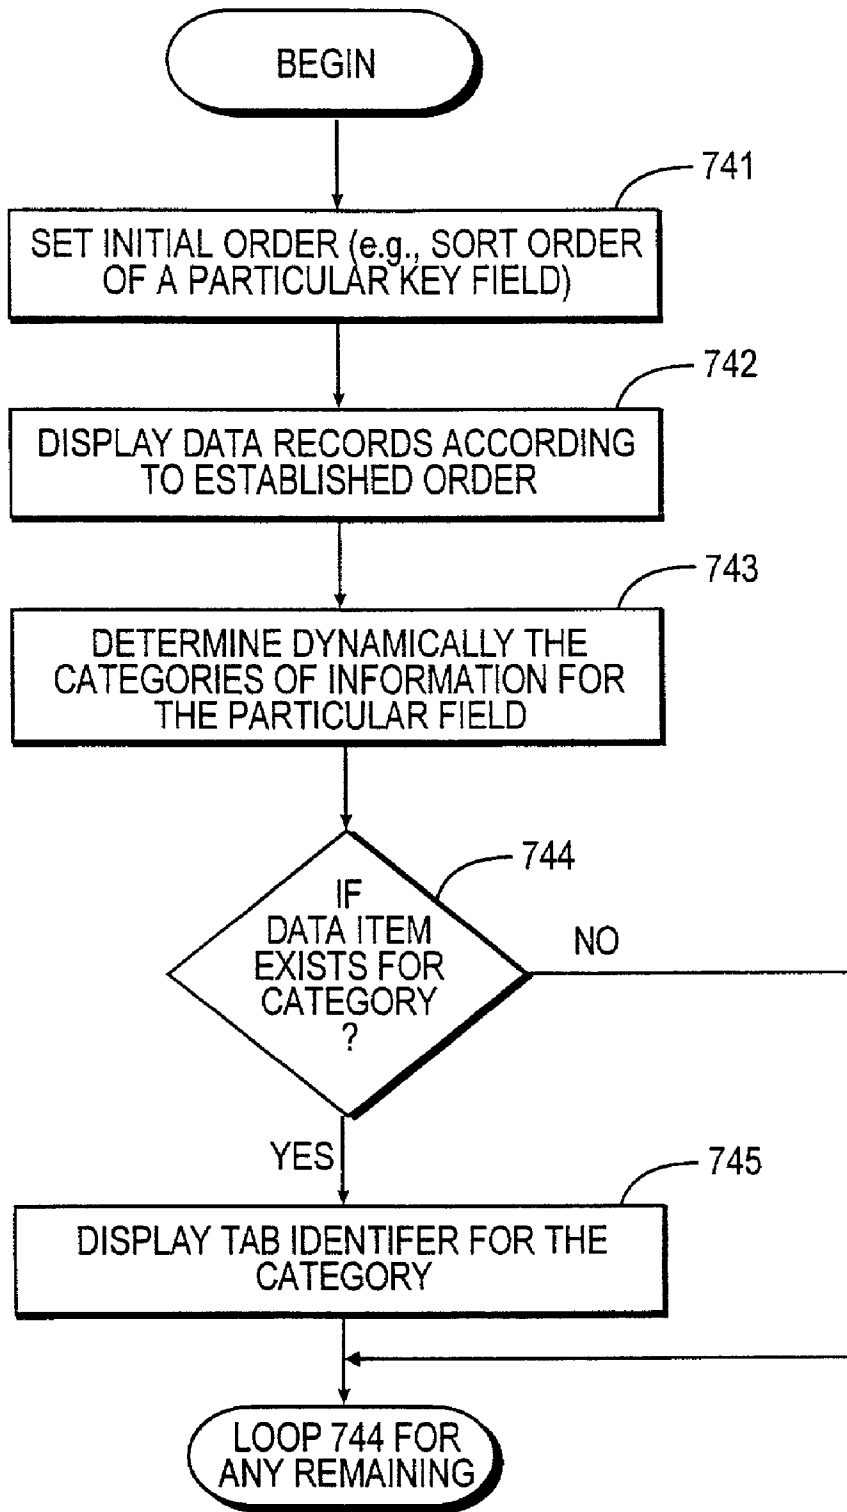 BEGIN
741
SET INITIAL ORDER (e.g., SORT ORDER
OF A PARTICULAR KEY FIELD)
742
DISPLAY DATA RECORDS ACCORDING
TO ESTABLISHED ORDER
743
DETERMINE DYNAMICALLY THE
CATEGORIES OF INFORMATION FOR
THE PARTICULAR FIELD
744
IF
DATA ITEM
EXISTS FOR
CATEGORY
?
NO
YES
745
DISPLAY TAB IDENTIFER FOR THE
CATEGORY
LOOP 744 FOR
ANY REMAINING